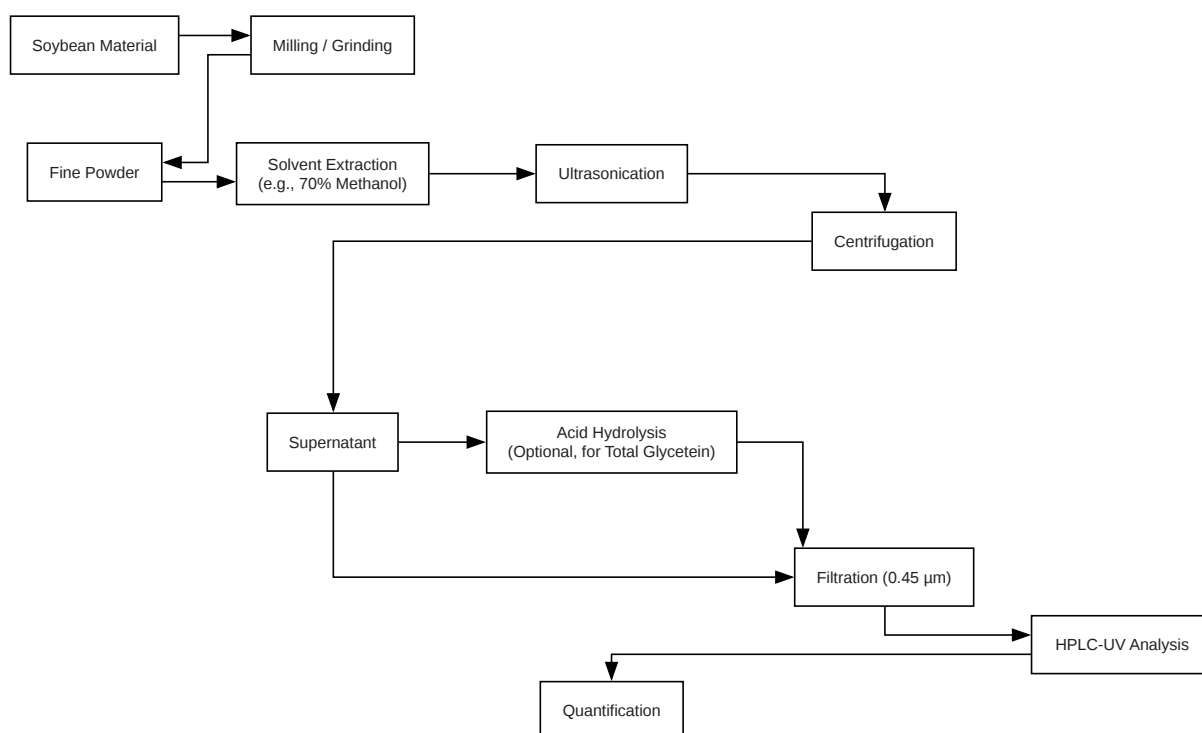 Soybean Material
Milling / Grinding
Fine Powder
Solvent Extraction
(e.g., 70% Methanol)
Ultrasonication
Centrifugation
Supernatant
Acid Hydrolysis
(Optional, for Total Glycetein)
Filtration (0.45 µm)
HPLC-UV Analysis
Quantification